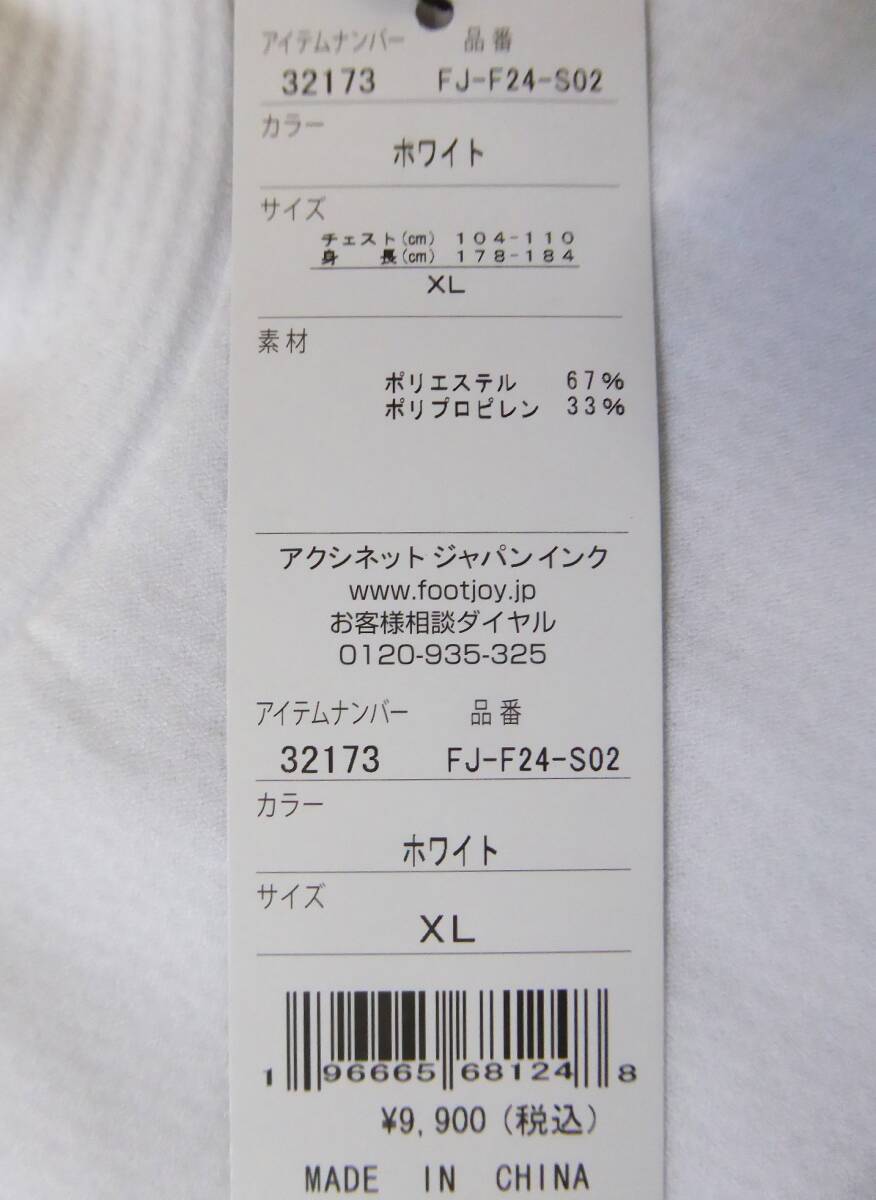 アイテムナンバー 品番
32173 FJ-F24-S02
カラー
ホワイト
サイズ
チェスト(cm) 104-110
身長(cm) 178-184
XL
素材
ポリエステル 67%
ポリプロピレン 33%
アクシネット ジャパン インク
www.footjoy.jp
お客様相談ダイヤル
0120-935-325
アイテムナンバー 品番
32173 FJ-F24-S02
カラー
ホワイト
サイズ
XL
1 96665 68124 8
¥9,900(税込)
MADE IN CHINA